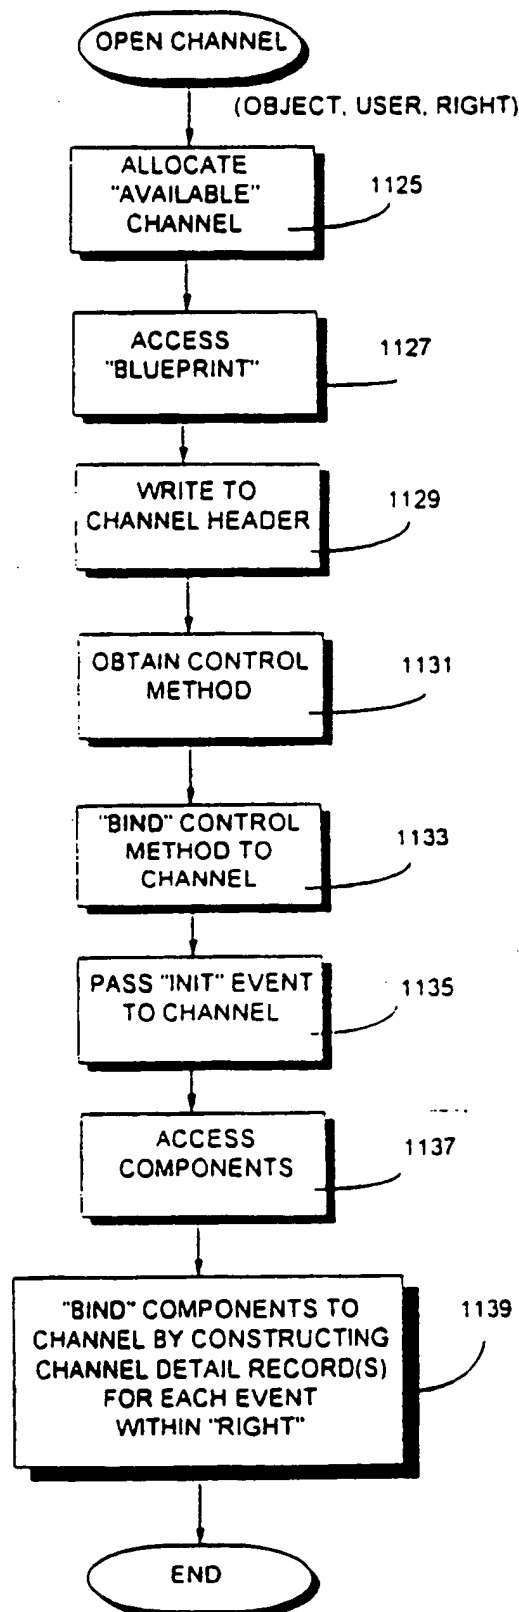 OPEN CHANNEL
(OBJECT, USER, RIGHT)
ALLOCATE
"AVAILABLE"
CHANNEL
1125
ACCESS
"BLUEPRINT"
1127
WRITE TO
CHANNEL HEADER
1129
OBTAIN CONTROL
METHOD
1131
"BIND" CONTROL
METHOD TO
CHANNEL
1133
PASS "INIT" EVENT
TO CHANNEL
1135
ACCESS
COMPONENTS
1137
"BIND" COMPONENTS TO
CHANNEL BY CONSTRUCTING
CHANNEL DETAIL RECORD(S)
FOR EACH EVENT
WITHIN "RIGHT"
1139
END